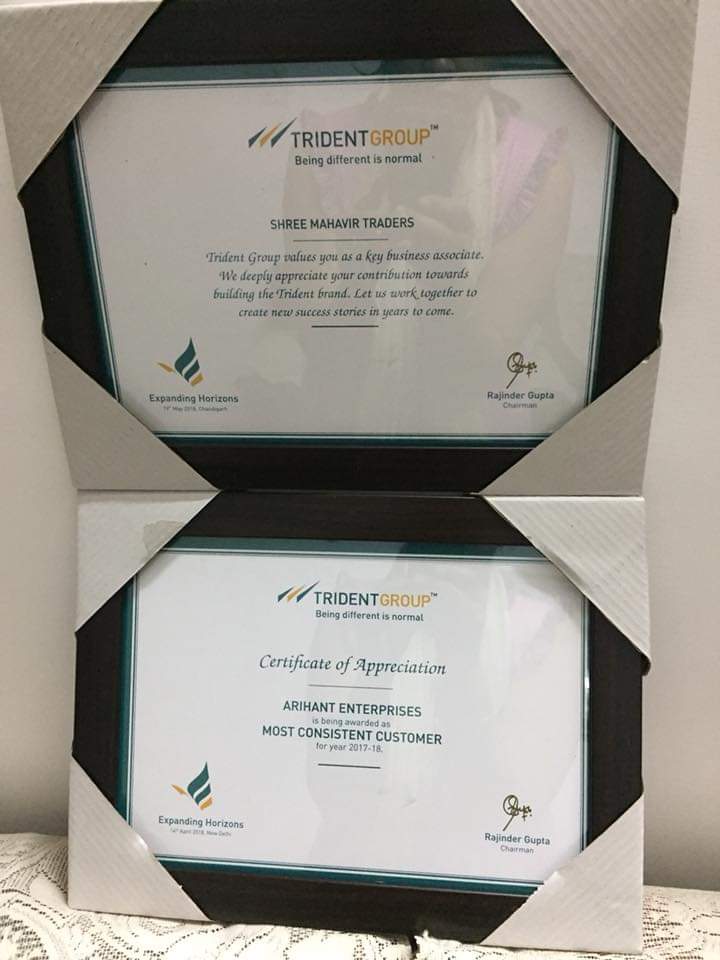 TRIDENTGROUP™
Being different is normal
SHREE MAHAVIR TRADERS
Trident Group values you as a key business associate.
We deeply appreciate your contribution towards
building the Trident brand. Let us work together to
create new success stories in years to come.
Expanding Horizons
May 2018, Chandigarh
Rajinder Gupta
Chairman
TRIDENTGROUP™
Being different is normal
Certificate of Appreciation
ARIHANT ENTERPRISES
is being awarded as
MOST CONSISTENT CUSTOMER
for year 2017-18.
Expanding Horizons
14th April 2018, New Delhi
Rajinder Gupta
Chairman